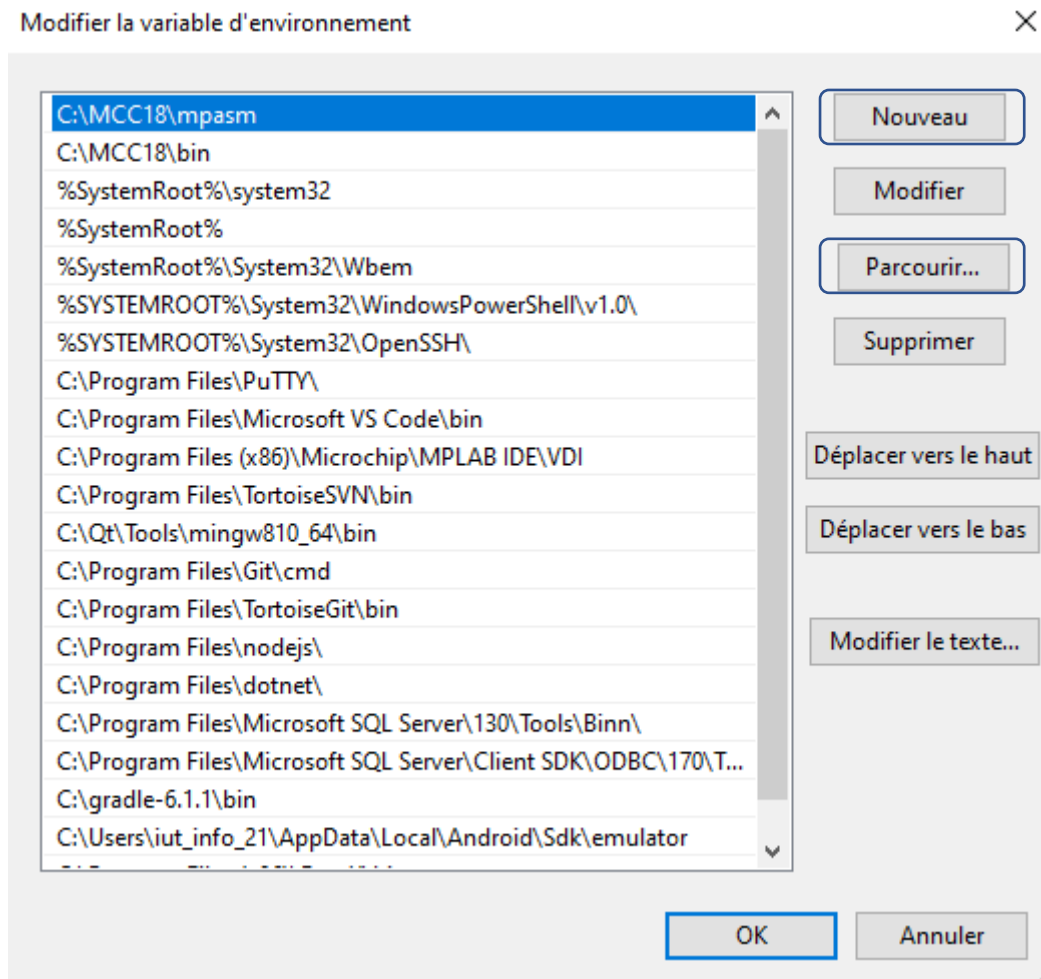 Modifier la variable d'environnement
C:\MCC18\mpasm
C:\MCC18\bin
%SystemRoot%\system32
%SystemRoot%
%SystemRoot%\System32\Wbem
%SYSTEMROOT%\System32\WindowsPowerShell\v1.0\
%SYSTEMROOT%\System32\OpenSSH\
C:\Program Files\PuTTY\
C:\Program Files\Microsoft VS Code\bin
C:\Program Files (x86)\Microchip\MPLAB IDE\VDI
C:\Program Files\TortoiseSVN\bin
C:\Qt\Tools\mingw810_64\bin
C:\Program Files\Git\cmd
C:\Program Files\TortoiseGit\bin
C:\Program Files\nodejs\
C:\Program Files\dotnet\
C:\Program Files\Microsoft SQL Server\130\Tools\Binn\
C:\Program Files\Microsoft SQL Server\Client SDK\ODBC\170\T...
C:\gradle-6.1.1\bin
C:\Users\iut_info_21\AppData\Local\Android\Sdk\emulator
Nouveau
Modifier
Parcourir...
Supprimer
Déplacer vers le haut
Déplacer vers le bas
Modifier le texte...
OK
Annuler